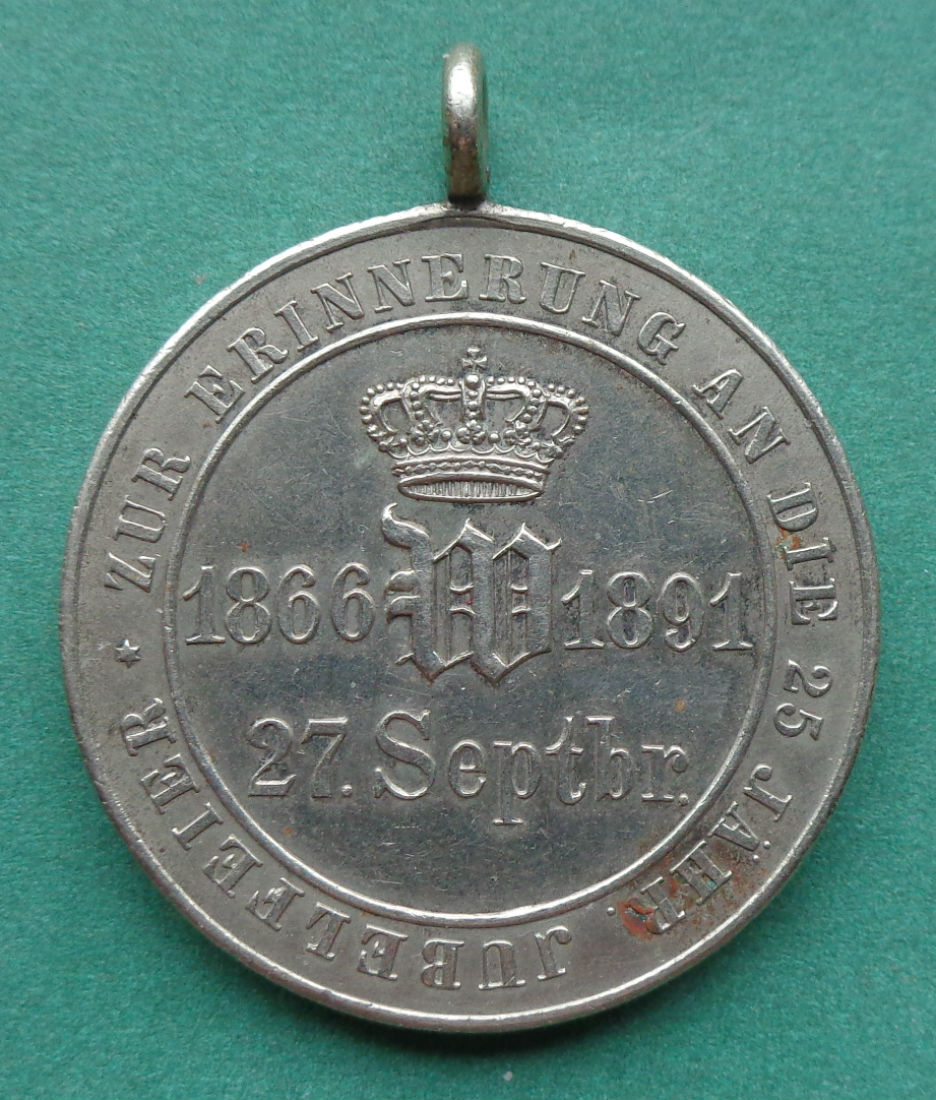 * ZUR ERINNERUNG AN DIE 25 JÄHR. JUBELFEIER
1866 W 1891
27. Septbr.